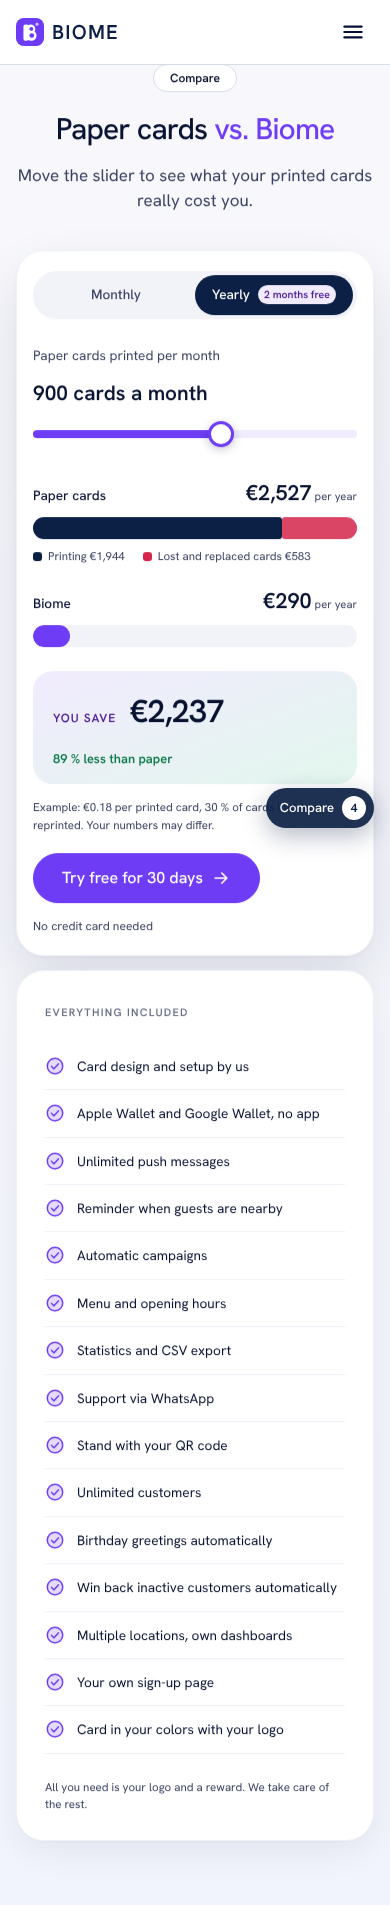 BIOME
Compare
Paper cards vs. Biome
Move the slider to see what your printed cards
really cost you.
Monthly
Yearly 2 months free
Paper cards printed per month
900 cards a month
Paper cards €2,527 per year
Printing €1,944 Lost and replaced cards €583
Biome €290 per year
YOU SAVE €2,237
89 % less than paper
Example: €0.18 per printed card, 30 % of cards
Compare 4
reprinted. Your numbers may differ.
Try free for 30 days →
No credit card needed
EVERYTHING INCLUDED
Card design and setup by us
Apple Wallet and Google Wallet, no app
Unlimited push messages
Reminder when guests are nearby
Automatic campaigns
Menu and opening hours
Statistics and CSV export
Support via WhatsApp
Stand with your QR code
Unlimited customers
Birthday greetings automatically
Win back inactive customers automatically
Multiple locations, own dashboards
Your own sign-up page
Card in your colors with your logo
All you need is your logo and a reward. We take care of
the rest.